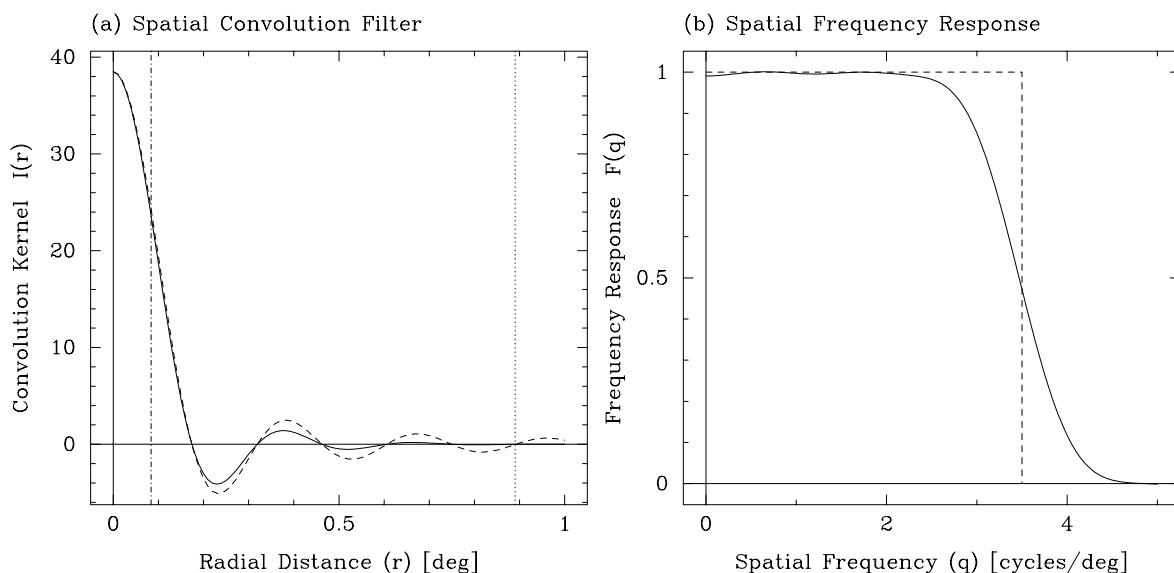 (a) Spatial Convolution Filter
Convolution Kernel I(r)
40
30
20
10
0
0
0.5
1
Radial Distance (r) [deg]
(b) Spatial Frequency Response
Frequency Response F(q)
1
0.5
0
0
2
4
Spatial Frequency (q) [cycles/deg]